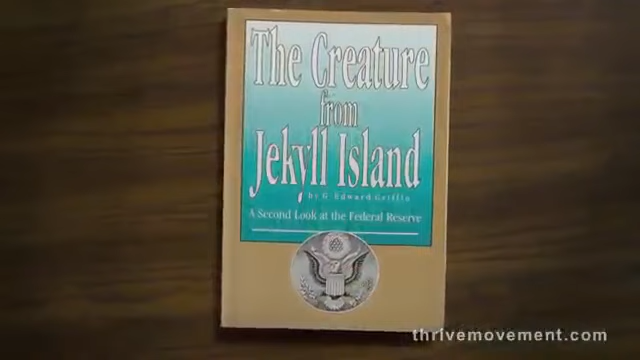 The Creature
from
Jekyll Island
by G. Edward Griffin
A Second Look at the Federal Reserve
thrivemovement.com